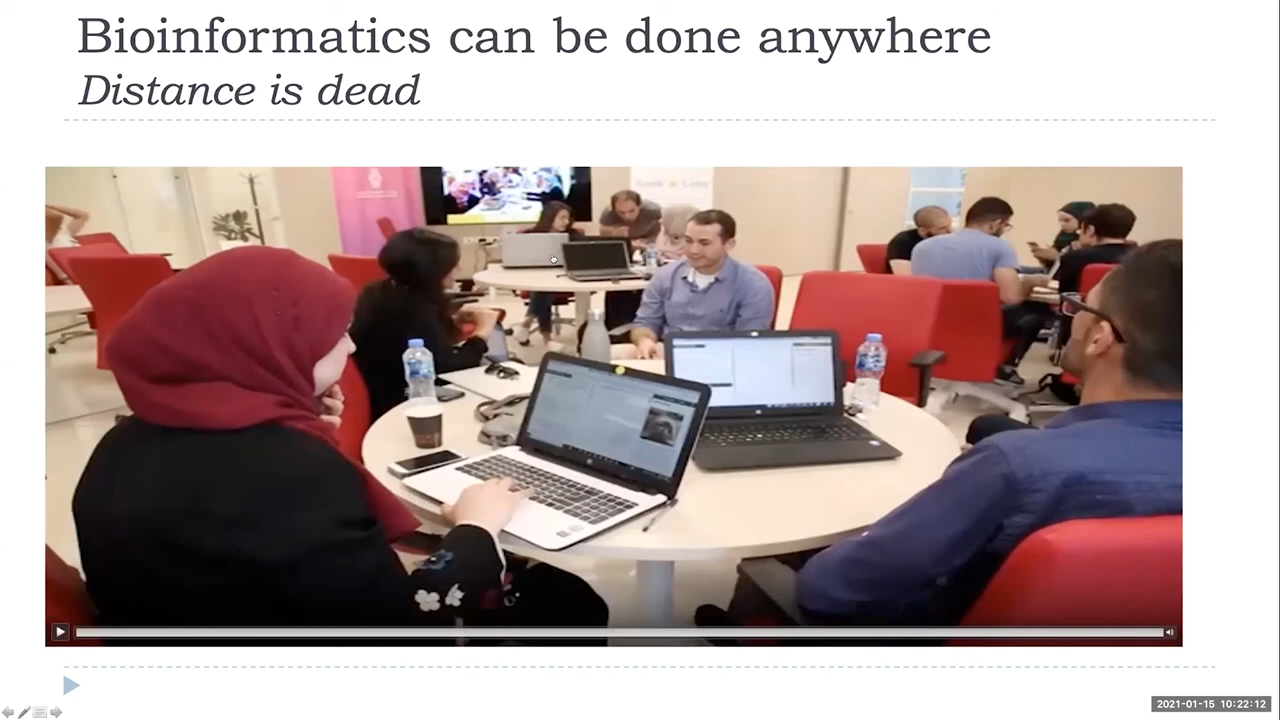 Bioinformatics can be done anywhere
Distance is dead
2021-01-15 10:22:12